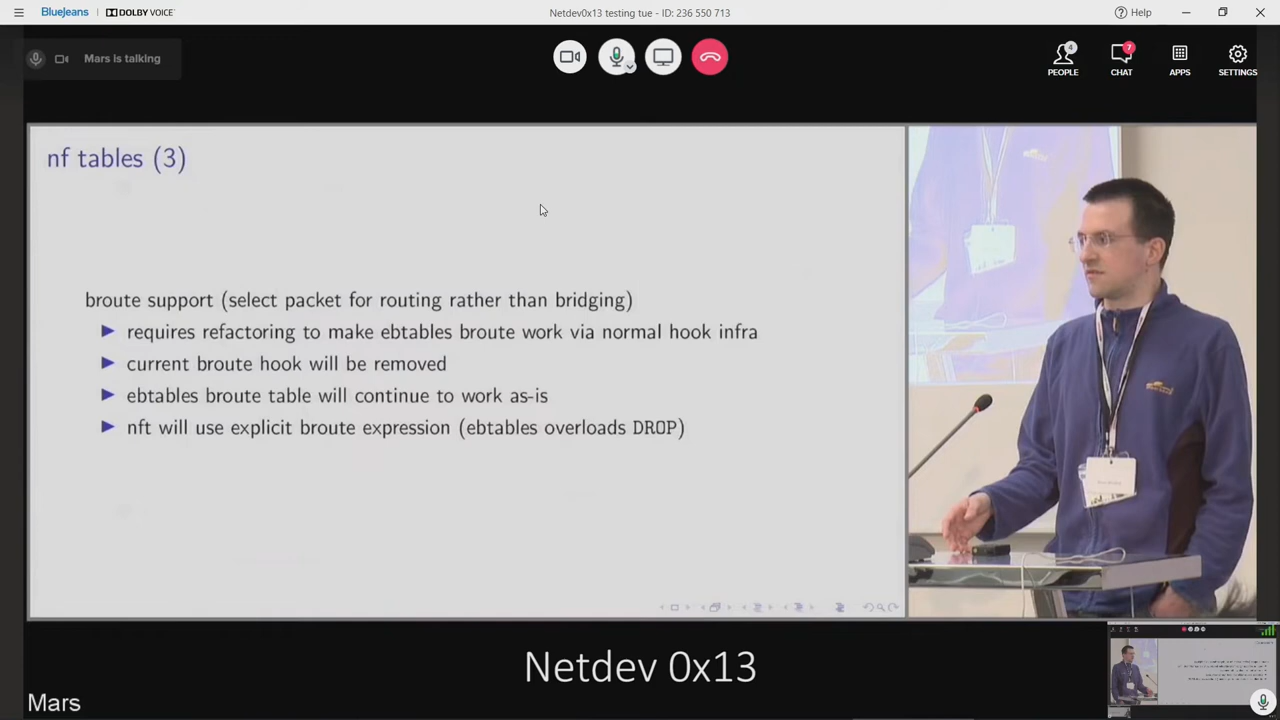 BlueJeans
DOLBY VOICE
Netdev0x13 testing tue - ID: 236 550 713
Help
Mars is talking
4
7
PEOPLE
CHAT
APPS
SETTINGS
nf tables (3)
broute support (select packet for routing rather than bridging)
requires refactoring to make ebtables broute work via normal hook infra
current broute hook will be removed
ebtables broute table will continue to work as-is
nft will use explicit broute expression (ebtables overloads DROP)
Netdev 0x13
Mars